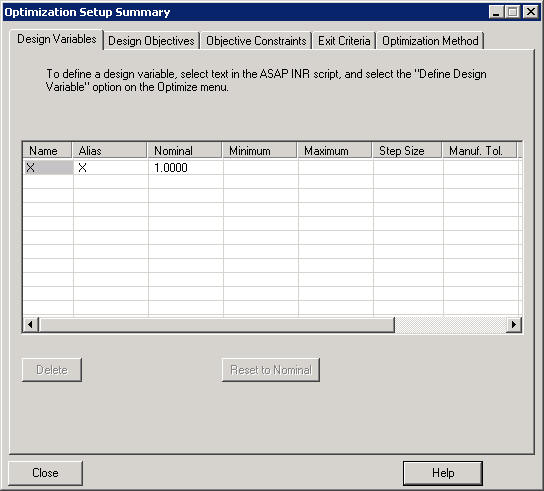 Optimization Setup Summary
Design Variables Design Objectives Objective Constraints Exit Criteria Optimization Method
To define a design variable, select text in the ASAP INR script, and select the "Define Design
Variable" option on the Optimize menu.
Name Alias Nominal Minimum Maximum Step Size Manuf. Tol.
X X 1.0000
Delete Reset to Nominal
Close Help